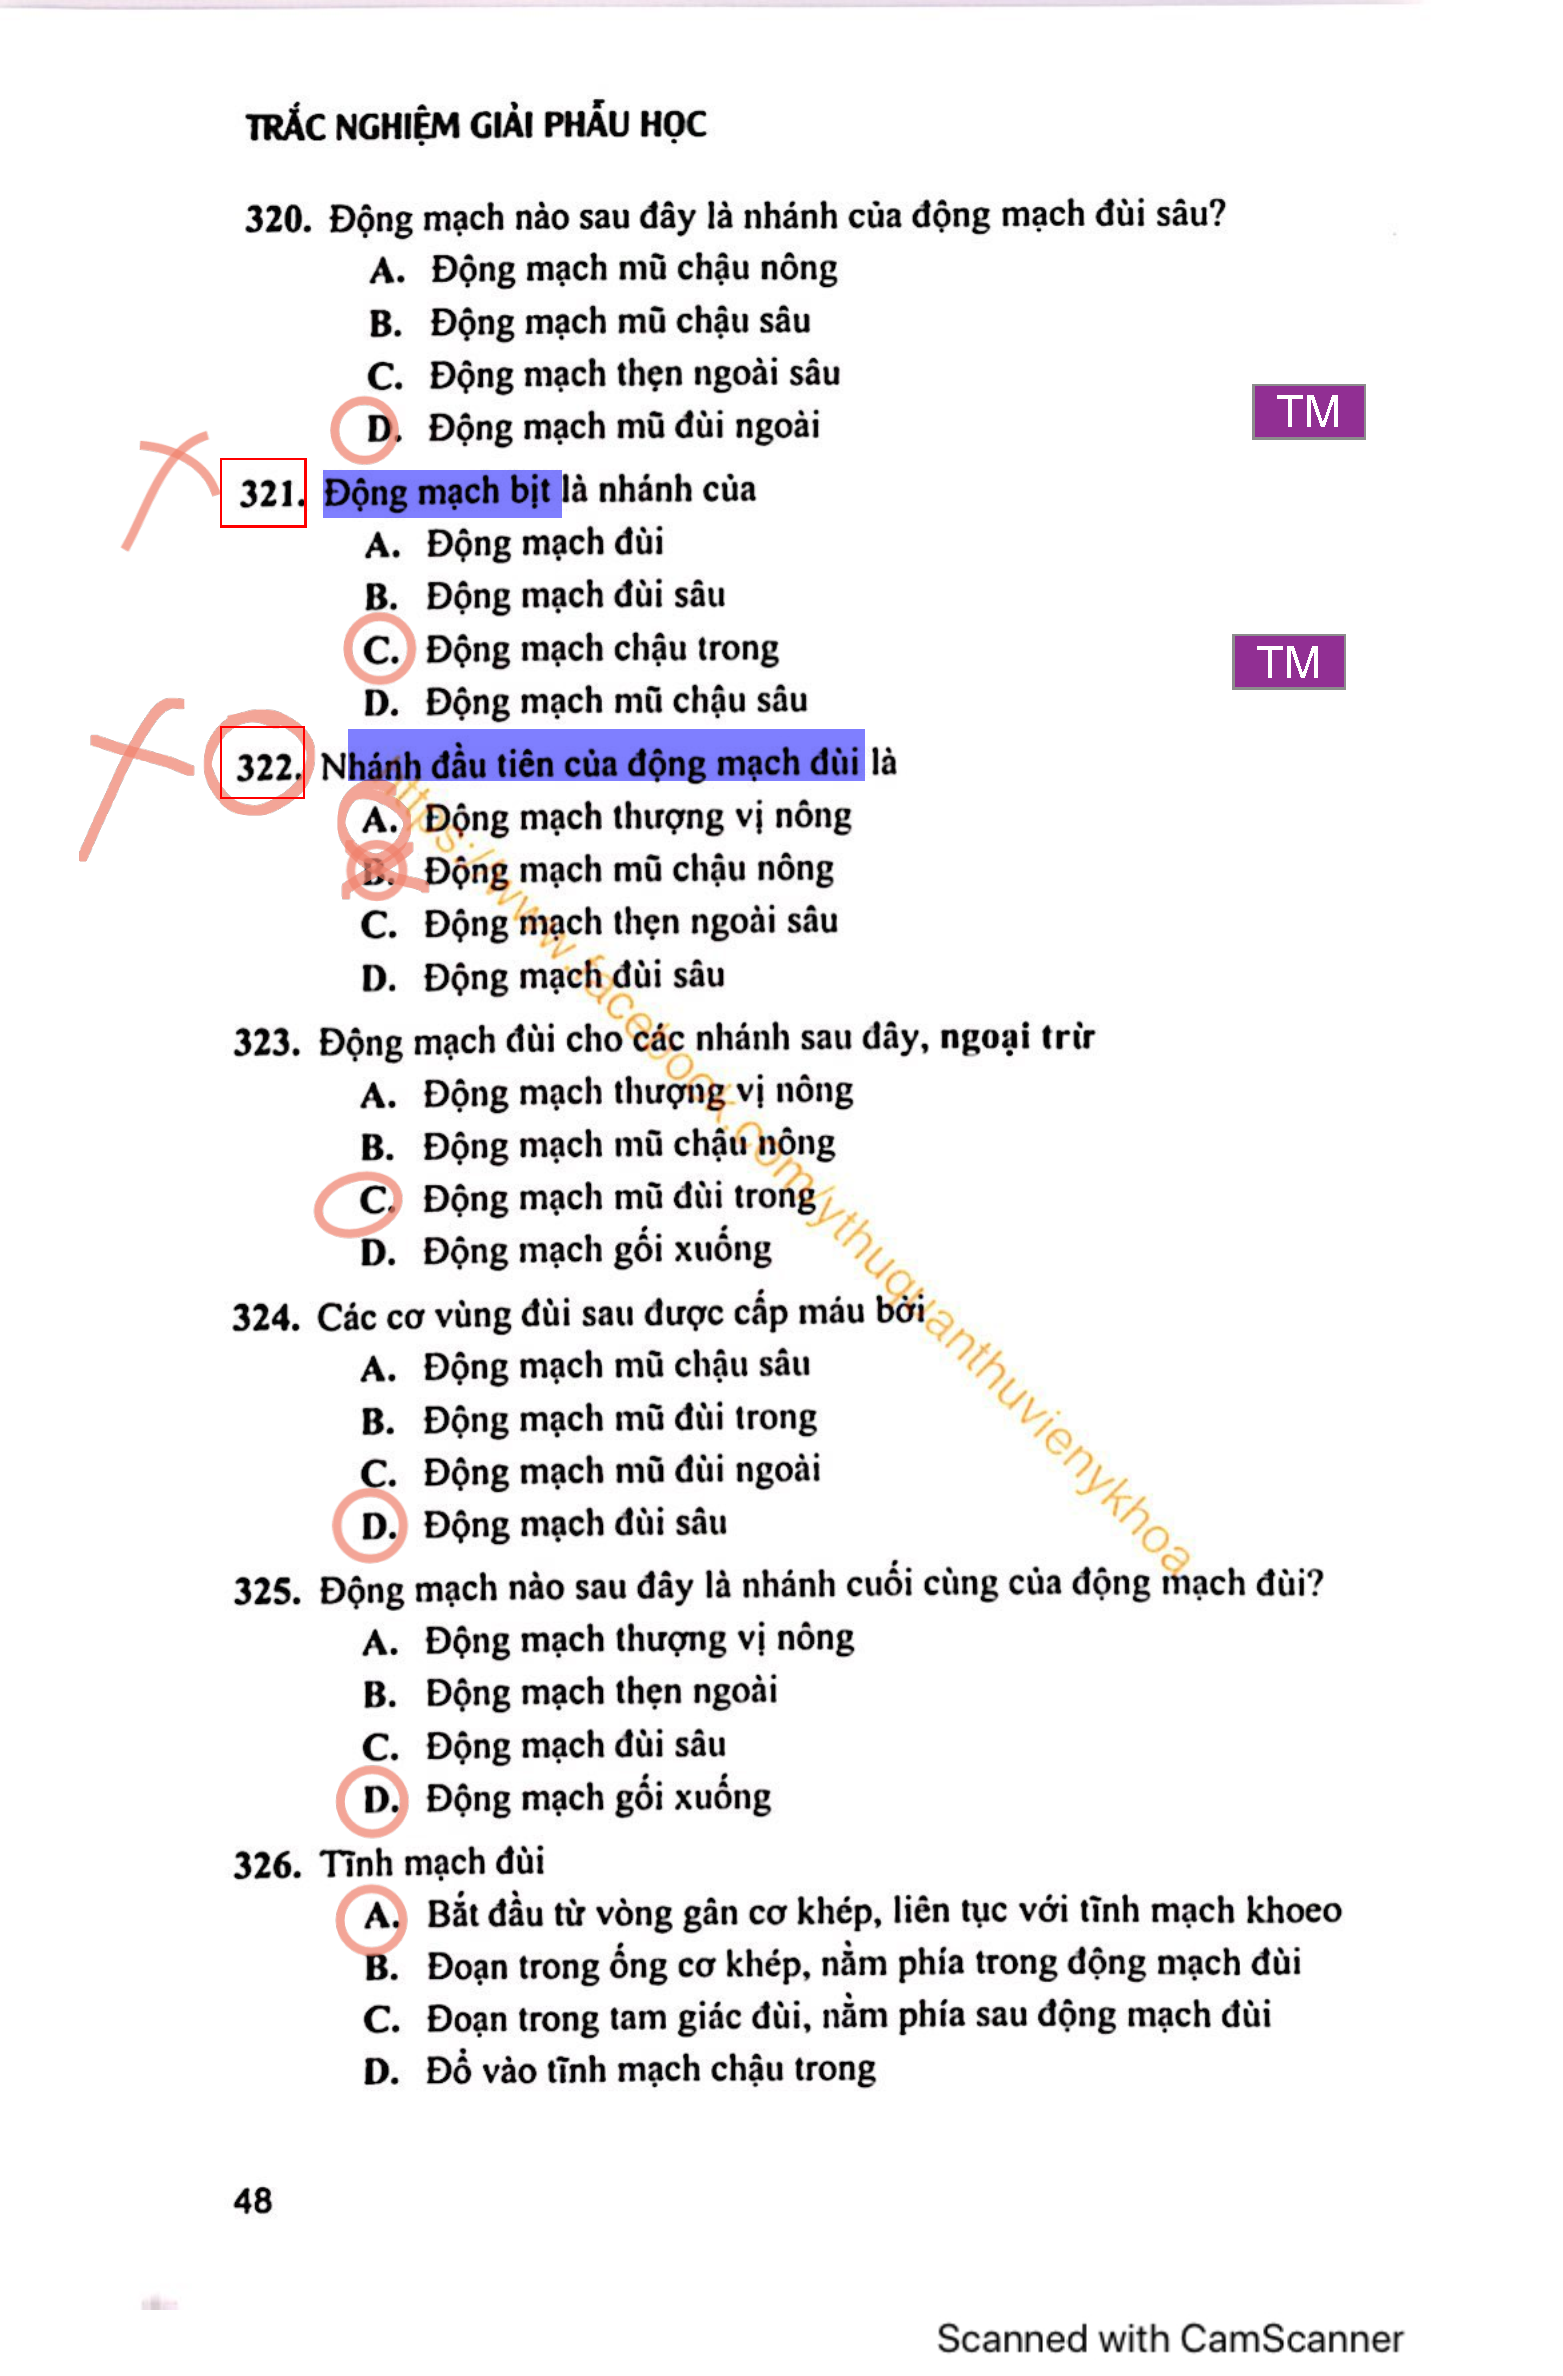 TRẮC NGHIỆM GIẢI PHẪU HỌC
320. Động mạch nào sau đây là nhánh của động mạch đùi sâu?
A. Động mạch mũ chậu nông
B. Động mạch mũ chậu sâu
C. Động mạch thẹn ngoài sâu
D. Động mạch mũ đùi ngoài
TM
321. Động mạch bịt là nhánh của
A. Động mạch đùi
B. Động mạch đùi sâu
C. Động mạch chậu trong
TM
D. Động mạch mũ chậu sâu
322. Nhánh đầu tiên của động mạch đùi là
A. Động mạch thượng vị nông
B. Động mạch mũ chậu nông
C. Động mạch thẹn ngoài sâu
D. Động mạch đùi sâu
323. Động mạch đùi cho các nhánh sau đây, ngoại trừ
A. Động mạch thượng vị nông
B. Động mạch mũ chậu nông
C. Động mạch mũ đùi trong
D. Động mạch gối xuống
324. Các cơ vùng đùi sau được cấp máu bởi
A. Động mạch mũ chậu sâu
B. Động mạch mũ đùi trong
C. Động mạch mũ đùi ngoài
D. Động mạch đùi sâu
325. Động mạch nào sau đây là nhánh cuối cùng của động mạch đùi?
A. Động mạch thượng vị nông
B. Động mạch thẹn ngoài
C. Động mạch đùi sâu
D. Động mạch gối xuống
326. Tĩnh mạch đùi
A. Bắt đầu từ vòng gân cơ khép, liên tục với tĩnh mạch khoeo
B. Đoạn trong ống cơ khép, nằm phía trong động mạch đùi
C. Đoạn trong tam giác đùi, nằm phía sau động mạch đùi
D. Đổ vào tĩnh mạch chậu trong
https://www.facebook.com/ythuquanthuvienykhoa
48
Scanned with CamScanner